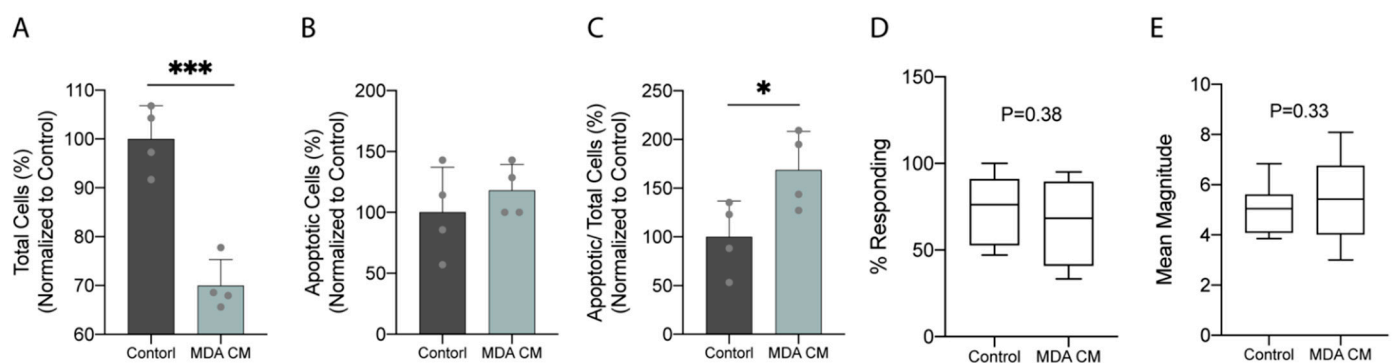 A
***
Total Cells (%)
(Normalized to Control)
110
100
90
80
70
60
Contorl
MDA CM
B
Apoptotic Cells (%)
(Normalized to Control)
200
150
100
50
0
Contorl
MDA CM
C
*
Apoptotic/ Total Cells (%)
(Normalized to Control)
250
200
150
100
50
0
Contorl
MDA CM
D
P=0.38
% Responding
150
100
50
0
Control
MDA CM
E
P=0.33
Mean Magnitude
10
8
6
4
2
0
Control
MDA CM